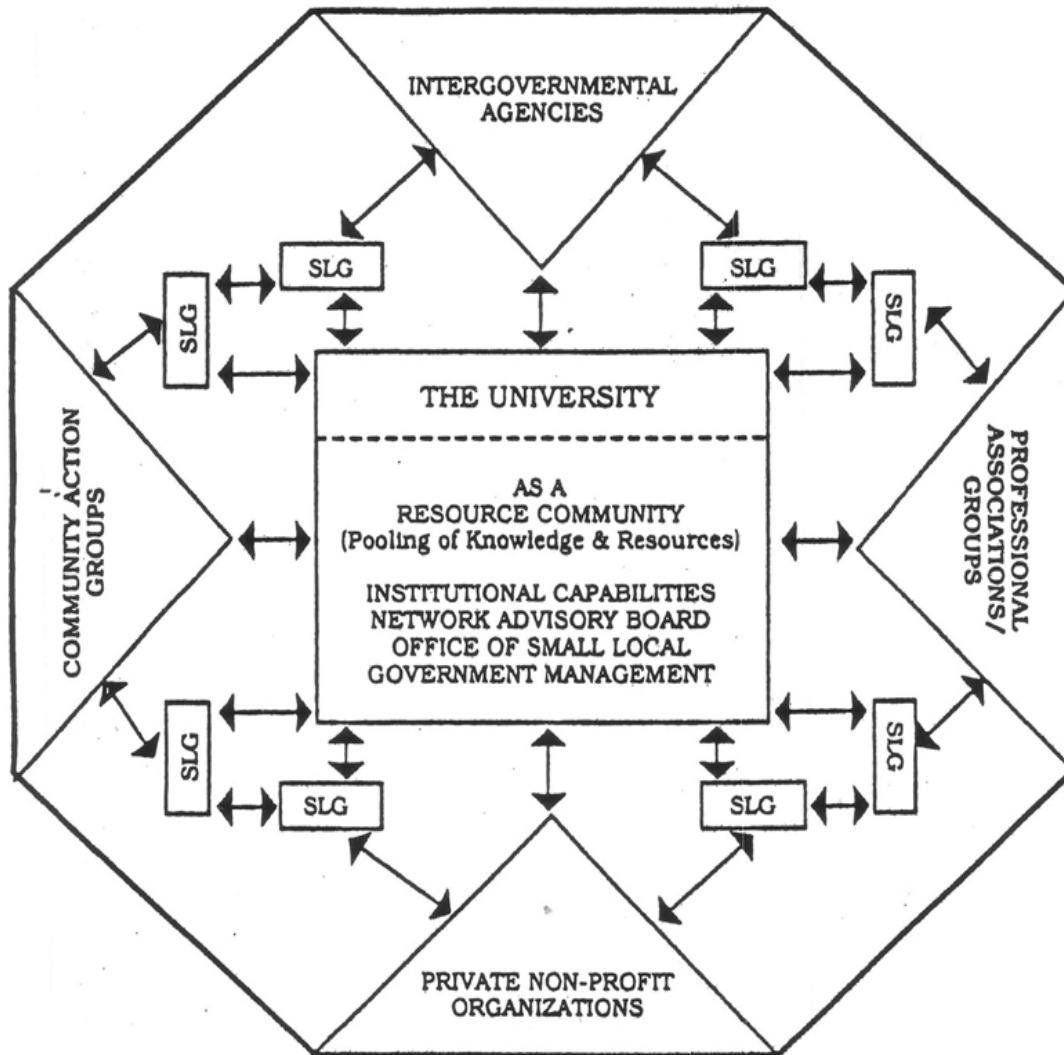 INTERGOVERNMENTAL
AGENCIES
SLG
SLG
SLG
SLG
THE UNIVERSITY
AS A
RESOURCE COMMUNITY
(Pooling of Knowledge & Resources)
INSTITUTIONAL CAPABILITIES
NETWORK ADVISORY BOARD
OFFICE OF SMALL LOCAL
GOVERNMENT MANAGEMENT
COMMUNITY ACTION
GROUPS
PROFESSIONAL
ASSOCIATIONS/
GROUPS
SLG
SLG
SLG
SLG
PRIVATE NON-PROFIT
ORGANIZATIONS